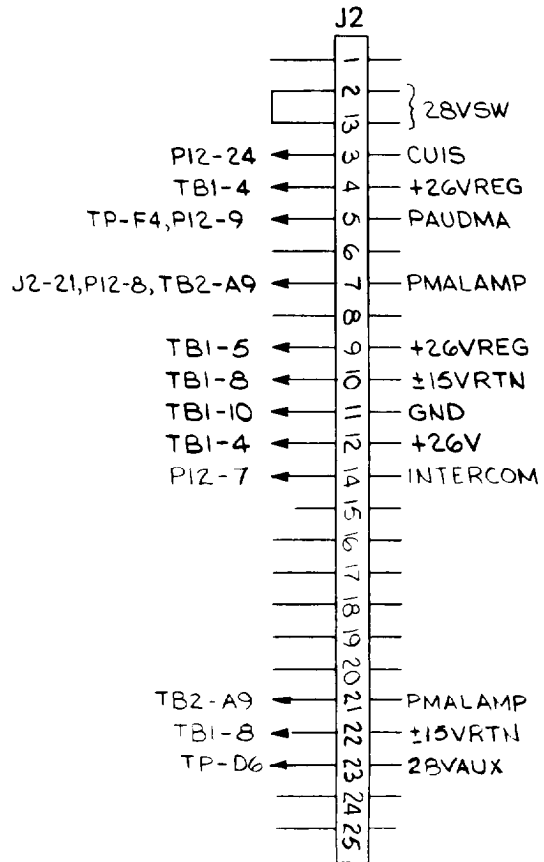 J2
1
2
13 28VSW
P12-24 3 CUIS
TB1-4 4 +26VREG
TP-F4,P12-9 5 PAUDMA
6
J2-21,P12-8,TB2-A9 7 PMALAMP
8
TB1-5 9 +26VREG
TB1-8 10 ±15VRTN
TB1-10 11 GND
TB1-4 12 +26V
P12-7 14 INTERCOM
15
16
17
18
19
20
TB2-A9 21 PMALAMP
TB1-8 22 ±15VRTN
TP-D6 23 28VAUX
24
25